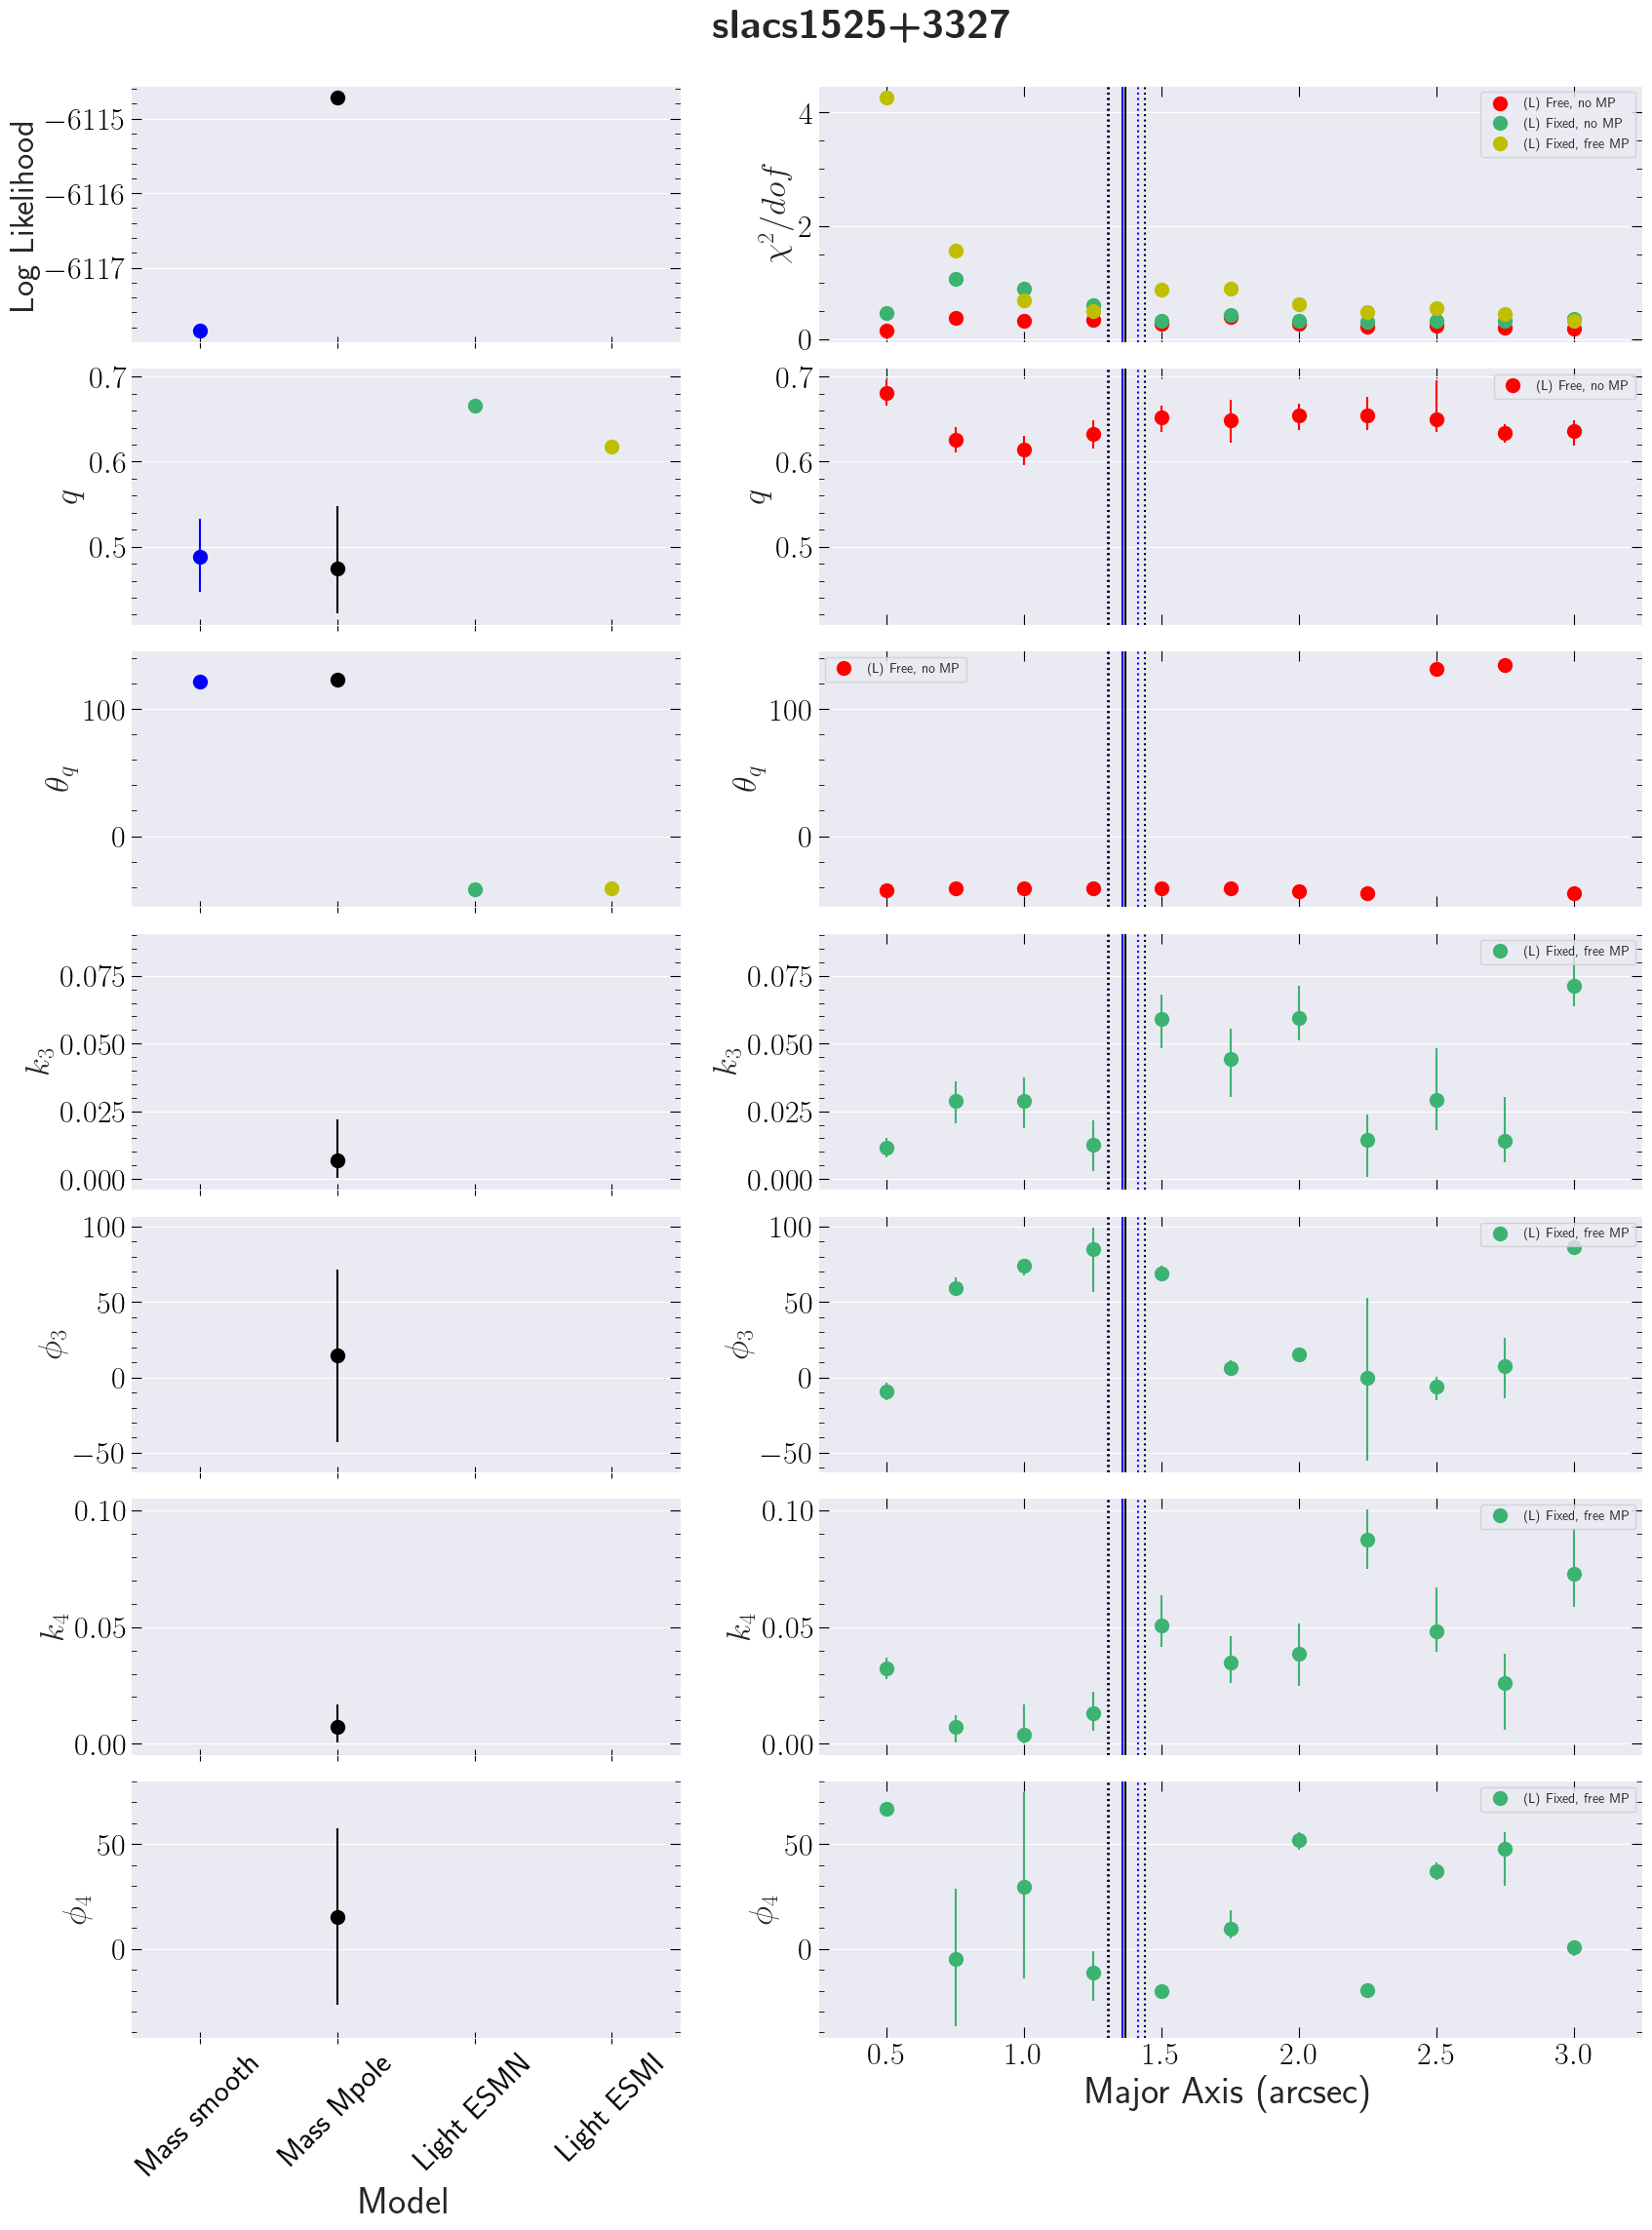 slacs1525+3327
Log Likelihood
−6115
−6116
−6117
χ²/dof
4
2
0
(L) Free, no MP
(L) Fixed, no MP
(L) Fixed, free MP
q
0.7
0.6
0.5
q
0.7
0.6
0.5
(L) Free, no MP
θq
100
0
θq
100
0
(L) Free, no MP
k3
0.075
0.050
0.025
0.000
k3
0.075
0.050
0.025
0.000
(L) Fixed, free MP
ϕ3
100
50
0
−50
ϕ3
100
50
0
−50
(L) Fixed, free MP
k4
0.10
0.05
0.00
k4
0.10
0.05
0.00
(L) Fixed, free MP
ϕ4
50
0
ϕ4
50
0
(L) Fixed, free MP
Mass smooth
Mass Mpole
Light ESMN
Light ESMI
Model
0.5 1.0 1.5 2.0 2.5 3.0
Major Axis (arcsec)